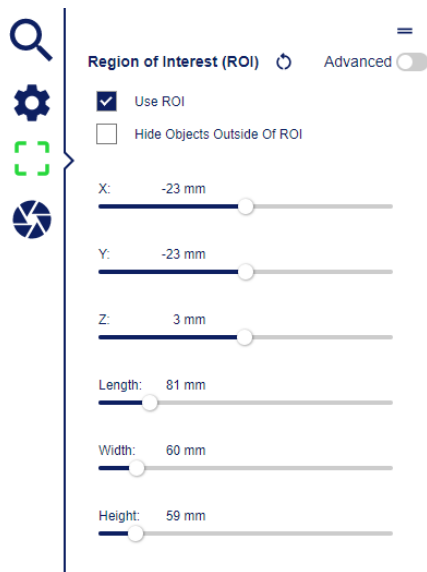 Region of Interest (ROI) Advanced
Use ROI
Hide Objects Outside Of ROI
X: -23 mm
Y: -23 mm
Z: 3 mm
Length: 81 mm
Width: 60 mm
Height: 59 mm